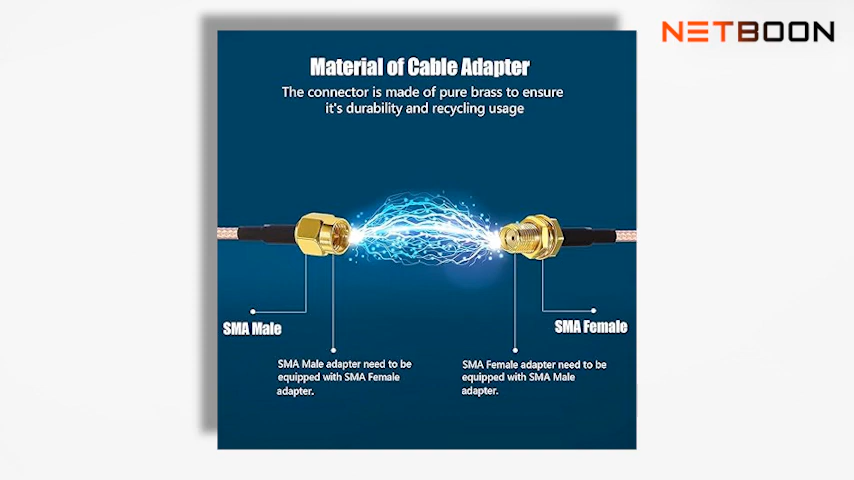 NETBOON
Material of Cable Adapter
The connector is made of pure brass to ensure
it's durability and recycling usage
SMA Male
SMA Female
SMA Male adapter need to be
equipped with SMA Female
adapter.
SMA Female adapter need to be
equipped with SMA Male
adapter.